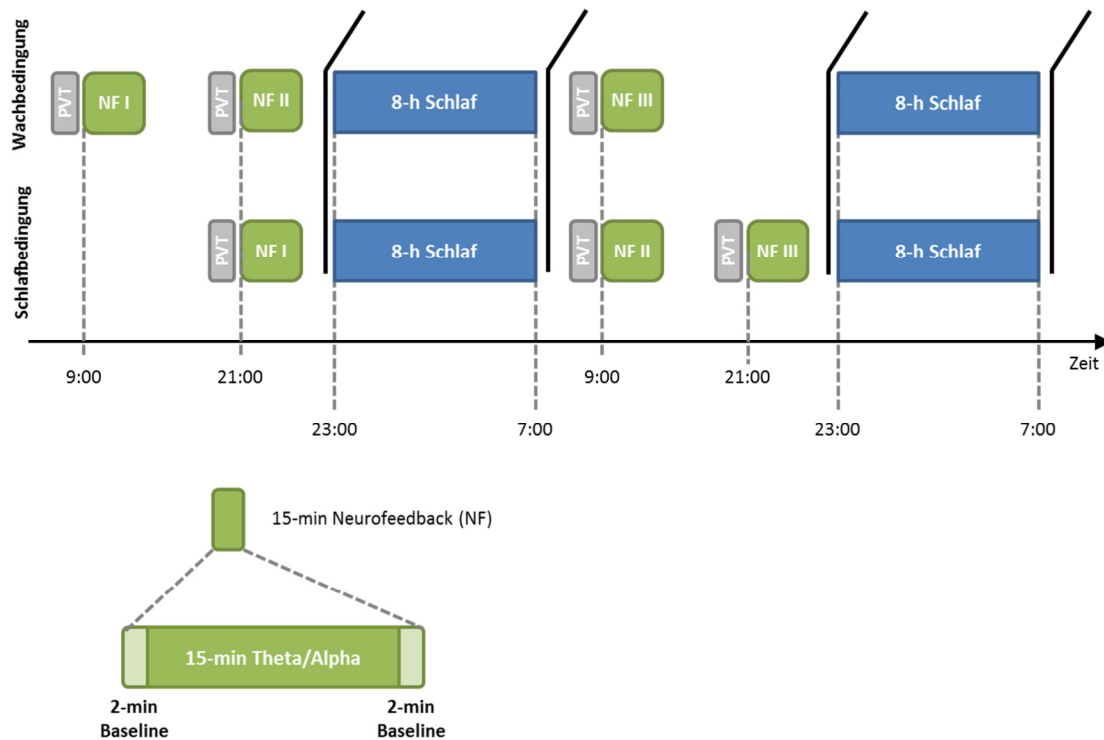 Wachbedingung
PVT
NF I
PVT
NF II
8-h Schlaf
PVT
NF III
8-h Schlaf
Schlafbedingung
PVT
NF I
8-h Schlaf
PVT
NF II
PVT
NF III
8-h Schlaf
Zeit
9:00
21:00
9:00
21:00
23:00
7:00
23:00
7:00
15-min Neurofeedback (NF)
15-min Theta/Alpha
2-min
Baseline
2-min
Baseline